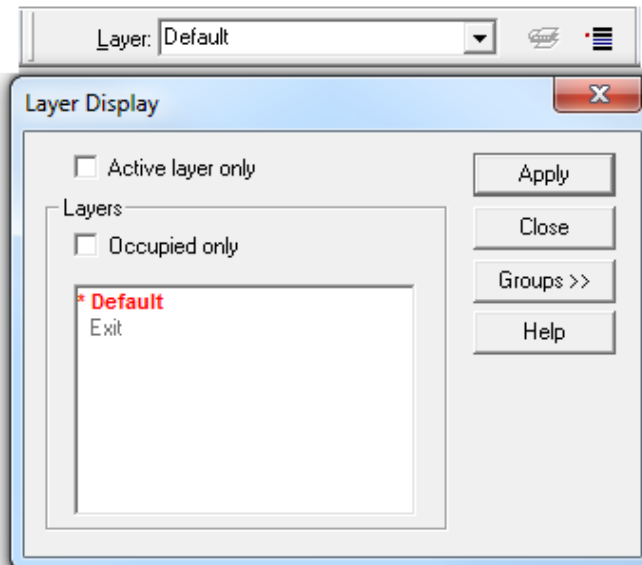 Layer: Default
Layer Display
Active layer only
Apply
Layers
Close
Occupied only
Groups >>
* Default
Exit
Help